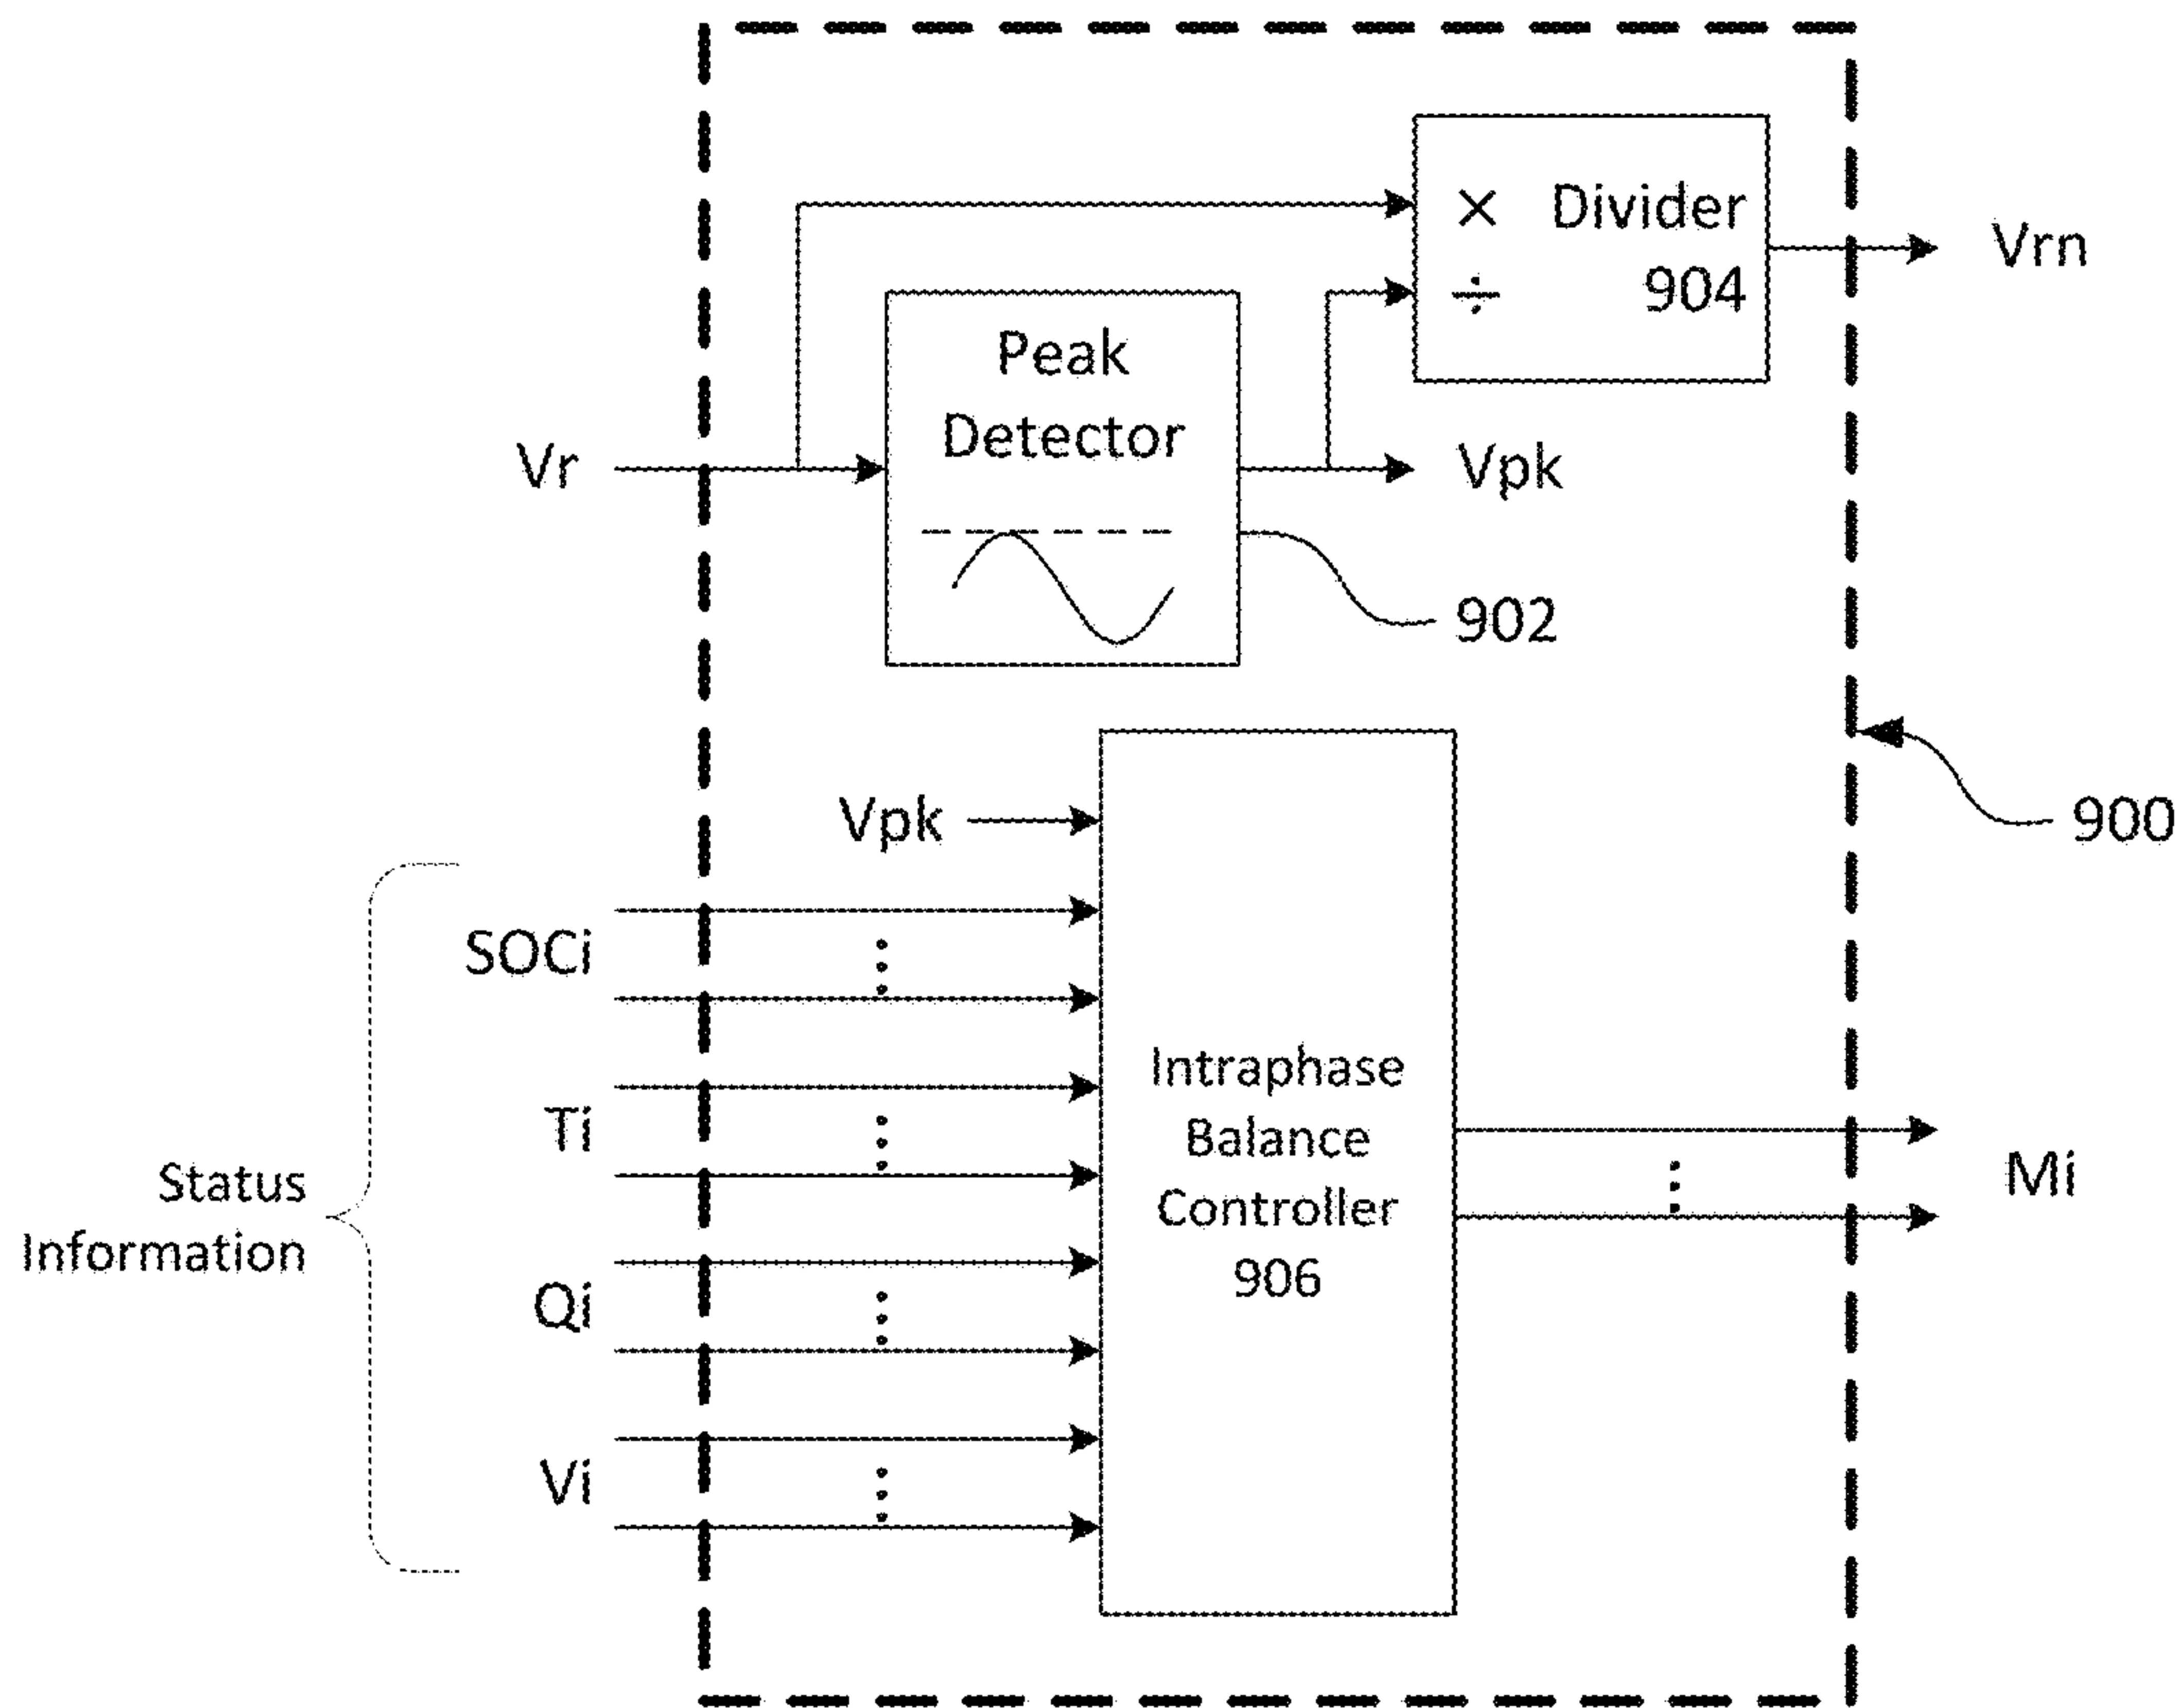 × Divider
÷ 904
Vrn
Peak
Detector
Vr
Vpk
902
Vpk
900
SOCi
Ti
Status
Information
Qi
Vi
Intraphase
Balance
Controller
906
Mi